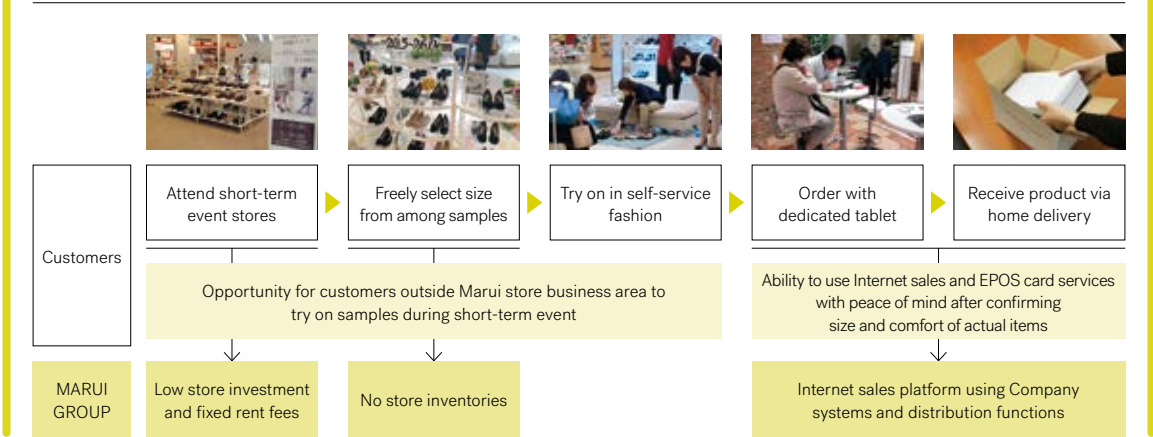 Customers
Attend short-term
event stores
Freely select size
from among samples
Try on in self-service
fashion
Order with
dedicated tablet
Receive product via
home delivery
Opportunity for customers outside Marui store business area to
try on samples during short-term event
Ability to use Internet sales and EPOS card services
with peace of mind after confirming
size and comfort of actual items
MARUI
GROUP
Low store investment
and fixed rent fees
No store inventories
Internet sales platform using Company
systems and distribution functions